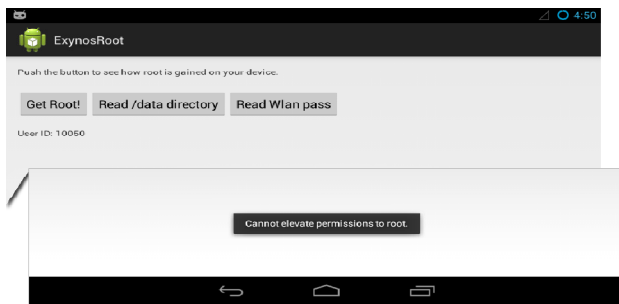 4:50
ExynosRoot
Push the button to see how root is gained on your device.
Get Root! Read /data directory Read Wlan pass
User ID: 10050
Cannot elevate permissions to root.